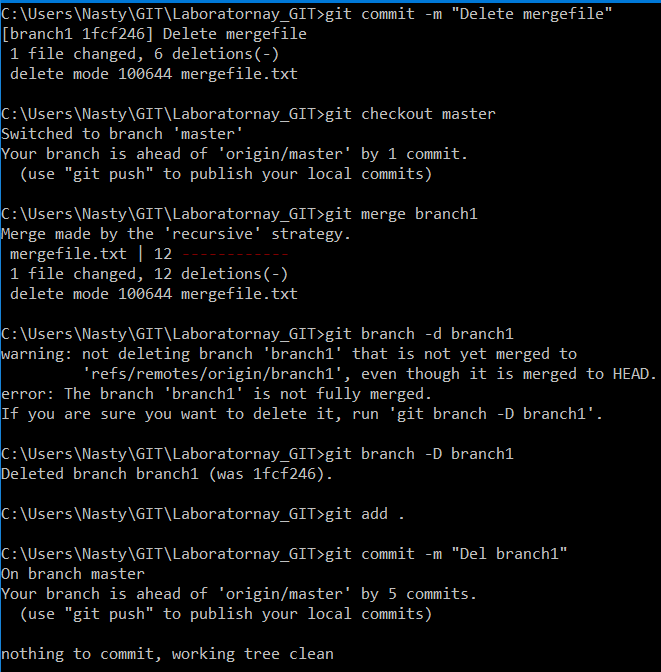 C:\Users\Nasty\GIT\Laboratornay_GIT>git commit -m "Delete mergefile"
[branch1 1fcf246] Delete mergefile
 1 file changed, 6 deletions(-)
 delete mode 100644 mergefile.txt

C:\Users\Nasty\GIT\Laboratornay_GIT>git checkout master
Switched to branch 'master'
Your branch is ahead of 'origin/master' by 1 commit.
  (use "git push" to publish your local commits)

C:\Users\Nasty\GIT\Laboratornay_GIT>git merge branch1
Merge made by the 'recursive' strategy.
 mergefile.txt | 12 ------------
 1 file changed, 12 deletions(-)
 delete mode 100644 mergefile.txt

C:\Users\Nasty\GIT\Laboratornay_GIT>git branch -d branch1
warning: not deleting branch 'branch1' that is not yet merged to
         'refs/remotes/origin/branch1', even though it is merged to HEAD.
error: The branch 'branch1' is not fully merged.
If you are sure you want to delete it, run 'git branch -D branch1'.

C:\Users\Nasty\GIT\Laboratornay_GIT>git branch -D branch1
Deleted branch branch1 (was 1fcf246).

C:\Users\Nasty\GIT\Laboratornay_GIT>git add .

C:\Users\Nasty\GIT\Laboratornay_GIT>git commit -m "Del branch1"
On branch master
Your branch is ahead of 'origin/master' by 5 commits.
  (use "git push" to publish your local commits)

nothing to commit, working tree clean